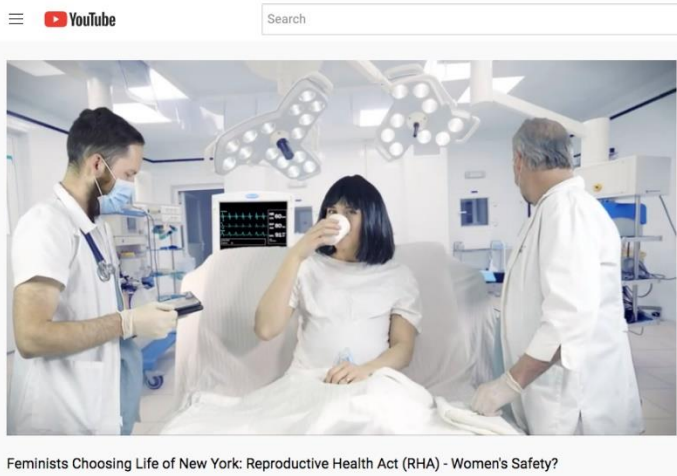 YouTube
Search
Feminists Choosing Life of New York: Reproductive Health Act (RHA) - Women's Safety?